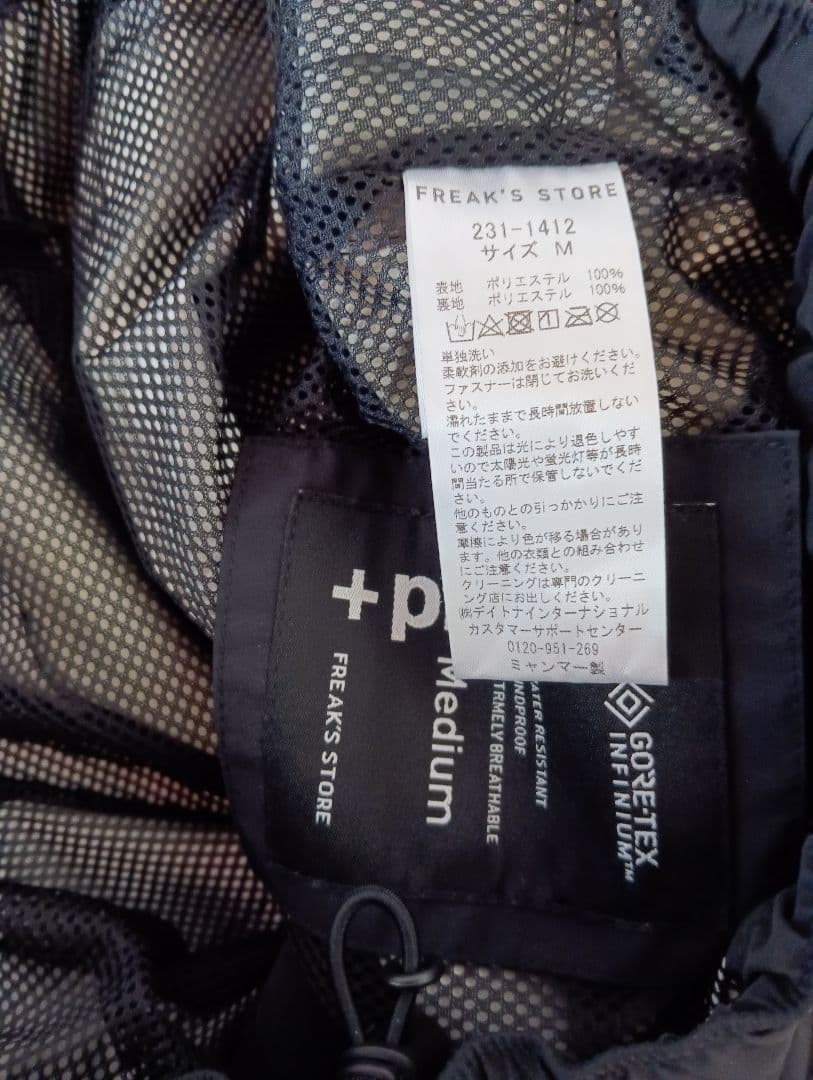 FREAK'S STORE
231-1412
サイズ M
表地 ポリエステル 100%
裏地 ポリエステル 100%
単独洗い
柔軟剤の添加をお避けください。
ファスナーは閉じてお洗いくだ
さい。
濡れたままで長時間放置しない
でください。
この製品は光により退色しやす
いので太陽光や蛍光灯等が長時
間当たる所で保管しないでくだ
さい。
他のものとの引っかかりにご注
意ください。
摩擦により色が移る場合があり
ます。他の衣類との組み合わせ
にご注意ください。
クリーニングは専門のクリーニ
ング店にお出しください。
㈱デイトナインターナショナル
カスタマーサポートセンター
0120-951-269
ミャンマー製
GORE-TEX
INFINIUM™
ATER RESISTANT
INDPROOF
TRMELY BREATHABLE
Medium
+p
FREAK'S STORE